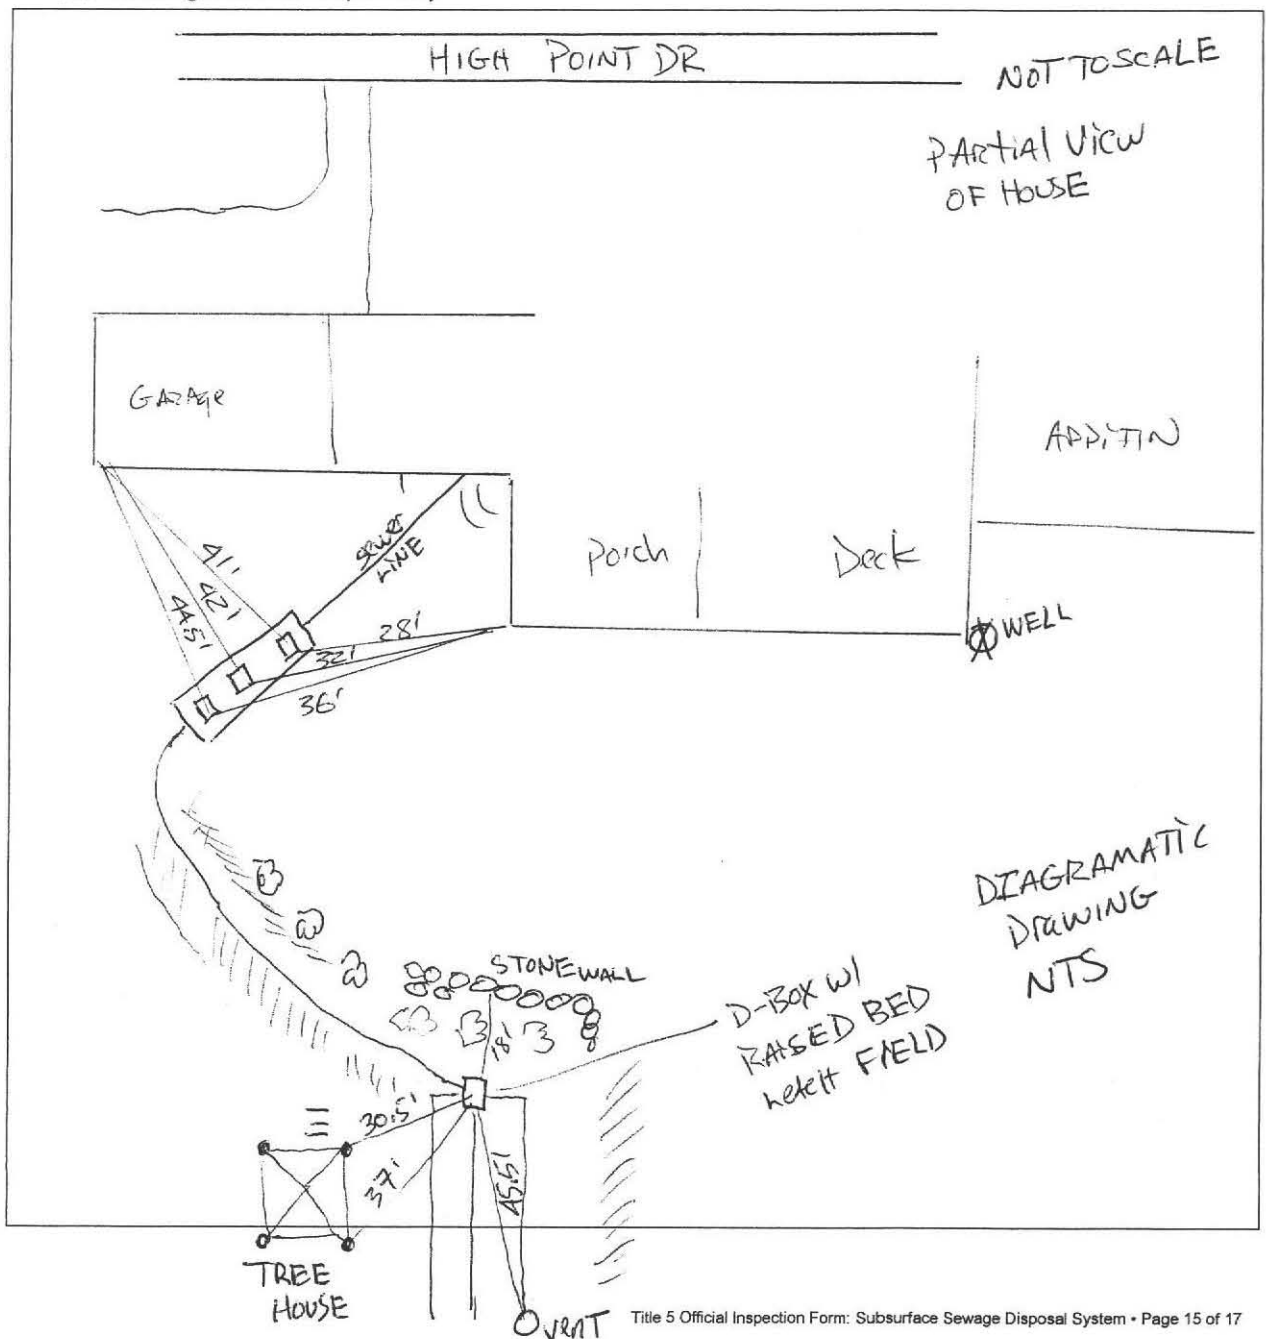 HIGH POINT DR
NOT TO SCALE
PARTIAL VIEW
OF HOUSE
GARAGE
ADDITIN
SEWER
LINE
Porch
Deck
WELL
41'
42'
44.5'
28'
32'
36'
DIAGRAMATIC
DRAWING
NTS
STONEWALL
18'
D-BOX W/
RAISED BED
FIELD
30.5'
37'
45.5'
TREE
HOUSE
VENT
Title 5 Official Inspection Form: Subsurface Sewage Disposal System • Page 15 of 17